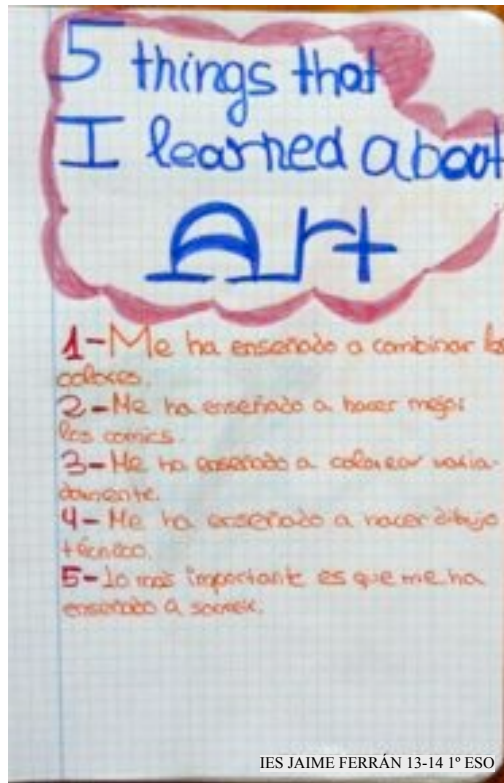 5 things that
I learned about
Art
1-Me ha enseñado a combinar los
colores.
2-Me ha enseñado a hacer mejor
los comics.
3-Me ha enseñado a colorear varia-
damente.
4-Me ha enseñado a hacer dibujo
técnico.
5-Lo más importante es que me ha
enseñado a sonreir.
IES JAIME FERRÁN 13-14 1º ESO